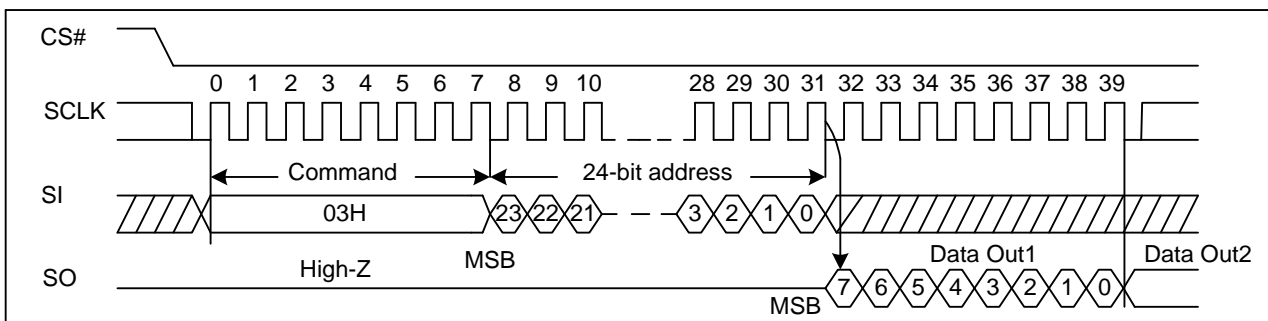 CS#
0 1 2 3 4 5 6 7 8 9 10 28 29 30 31 32 33 34 35 36 37 38 39
SCLK
Command 24-bit address
SI
03H 23 22 21 3 2 1 0
High-Z MSB Data Out1 Data Out2
SO
MSB 7 6 5 4 3 2 1 0